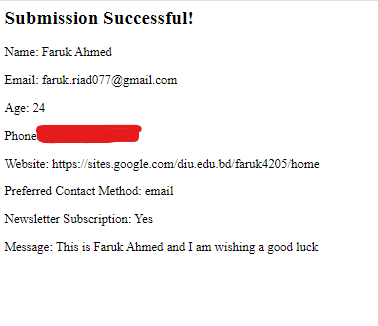 Submission Successful!
Name: Faruk Ahmed
Email: faruk.riad077@gmail.com
Age: 24
Phone
Website: https://sites.google.com/diu.edu.bd/faruk4205/home
Preferred Contact Method: email
Newsletter Subscription: Yes
Message: This is Faruk Ahmed and I am wishing a good luck